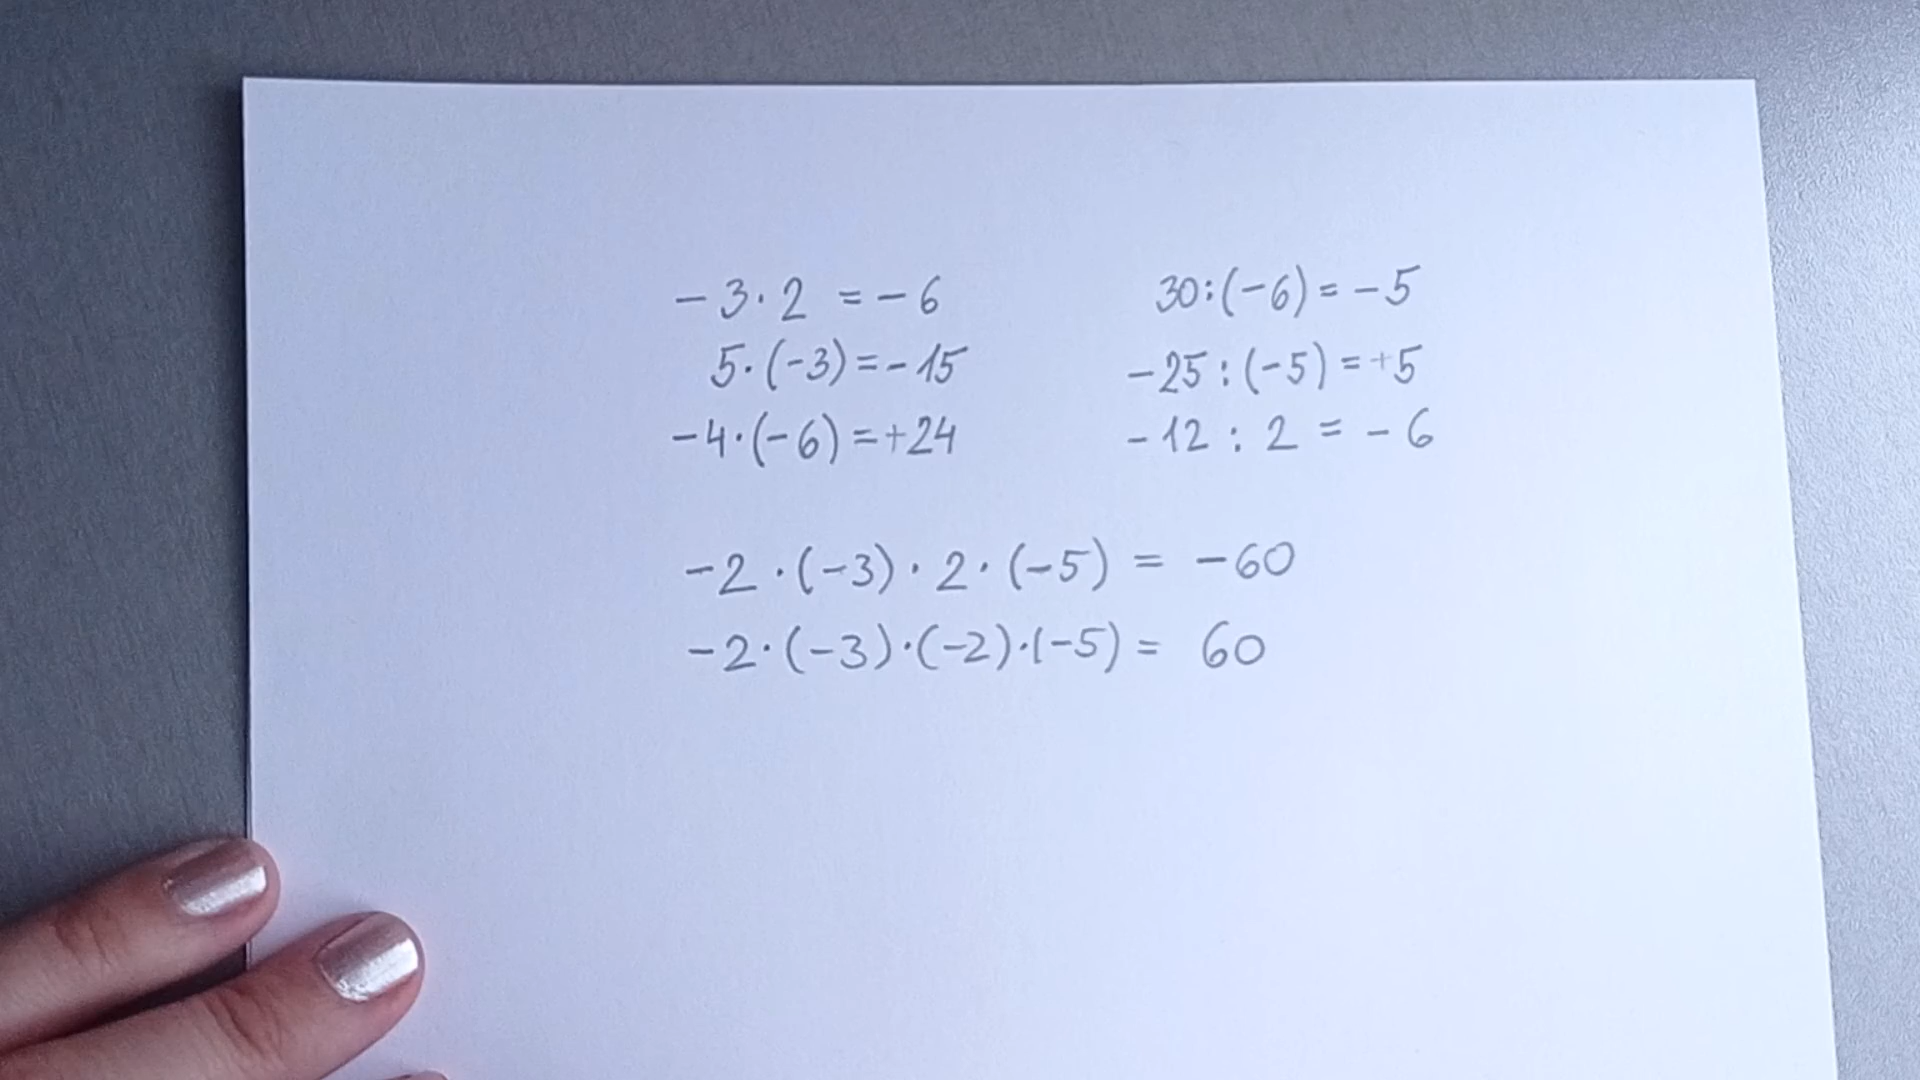 -3·2 = -6
5·(-3)=-15
-4·(-6)=+24
30:(-6)=-5
-25:(-5)=+5
-12:2=-6
-2·(-3)·2·(-5) = -60
-2·(-3)·(-2)·(-5) = 60